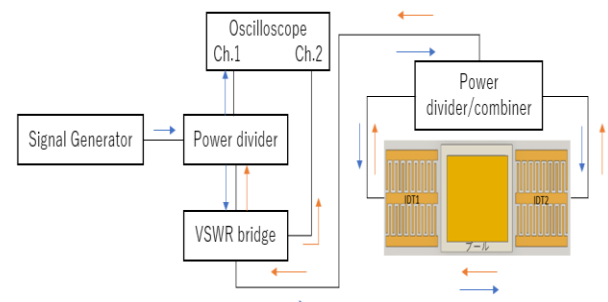 Oscilloscope
Ch.1 Ch.2
Power
divider/combiner
Signal Generator
Power divider
IDT1
IDT2
VSWR bridge
プール